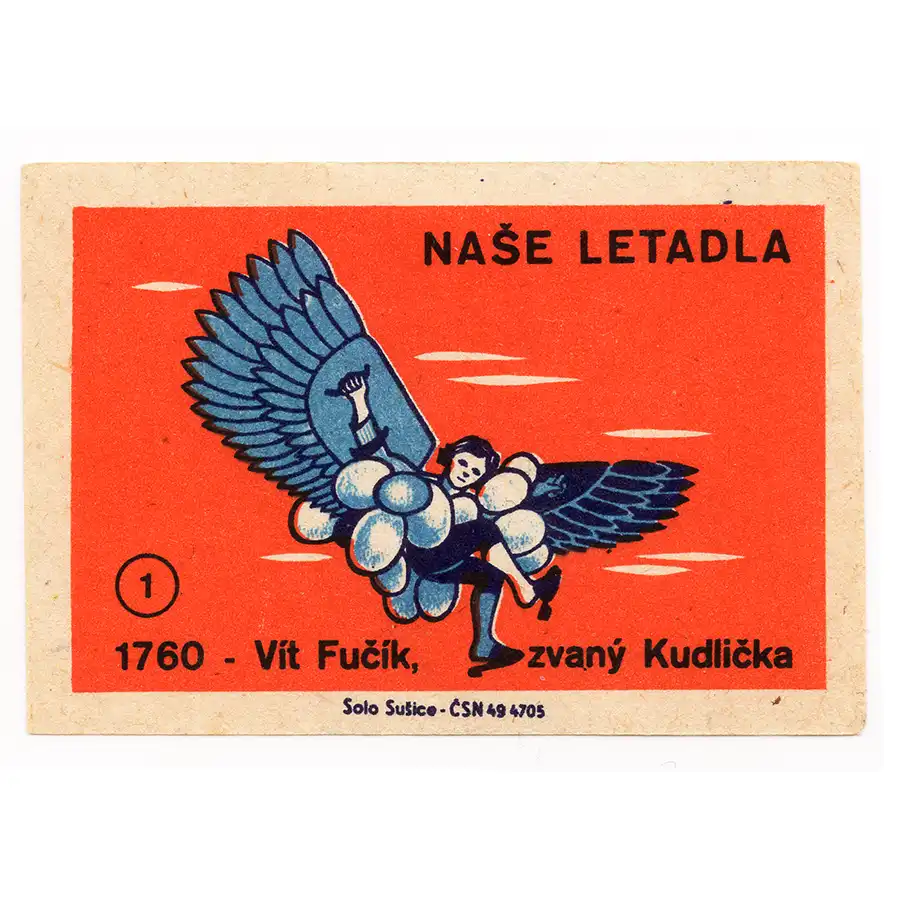 NAŠE LETADLA
1
1760 - Vít Fučík, zvaný Kudlička
Solo Sušice - ČSN 49 4705